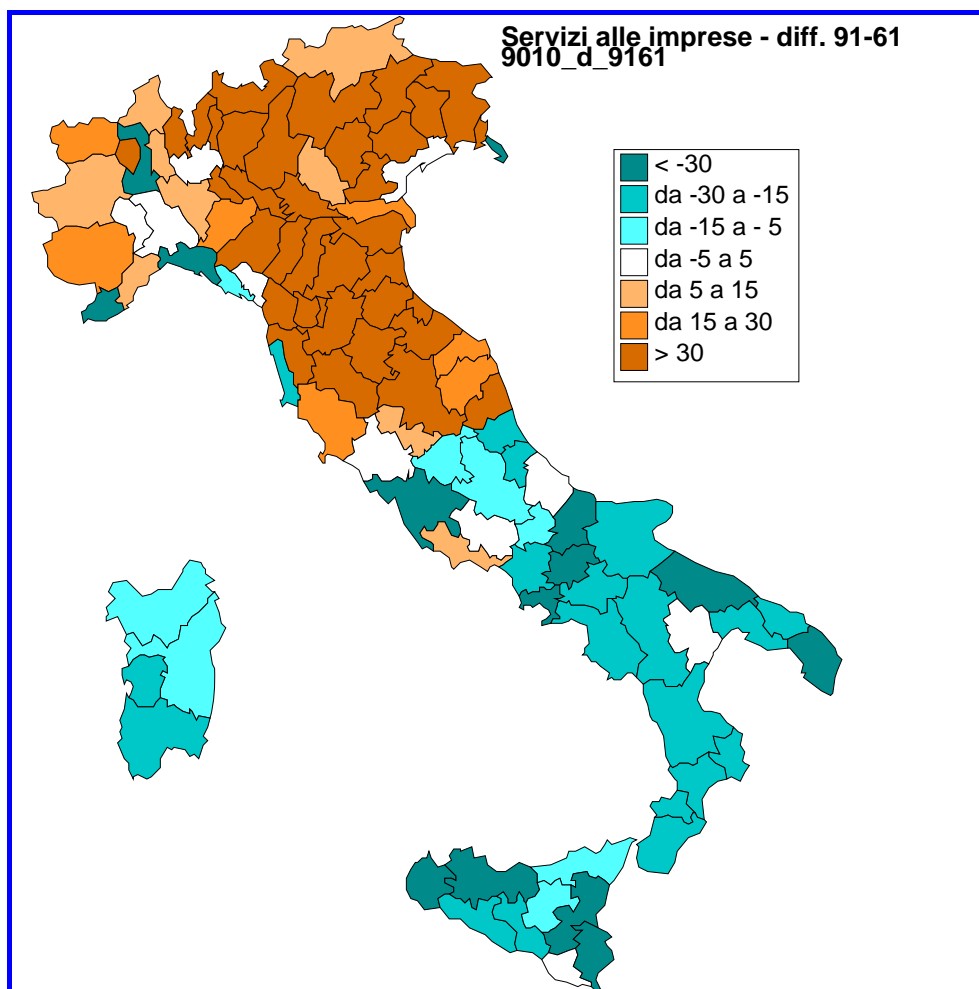 Servizi alle imprese - diff. 91-61
9010_d_9161
< -30
da -30 a -15
da -15 a - 5
da -5 a 5
da 5 a 15
da 15 a 30
> 30